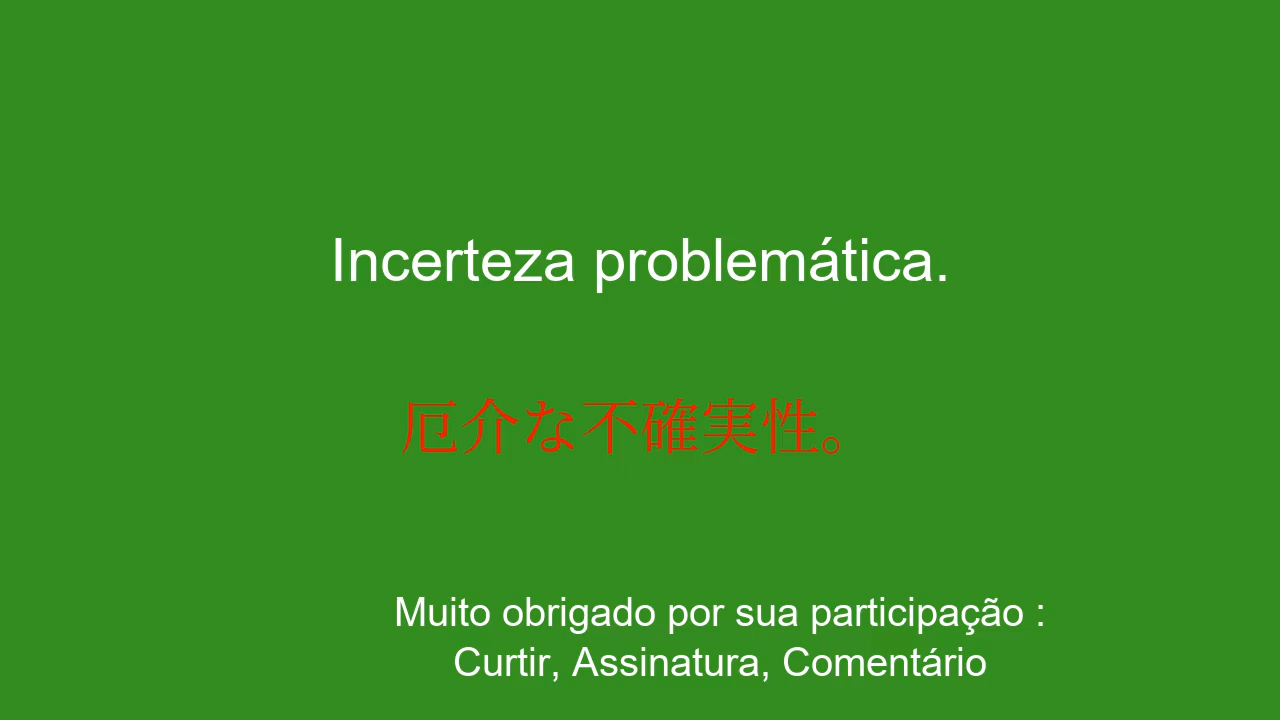 Incerteza problemática.
厄介な不確実性。
Muito obrigado por sua participação :
Curtir, Assinatura, Comentário